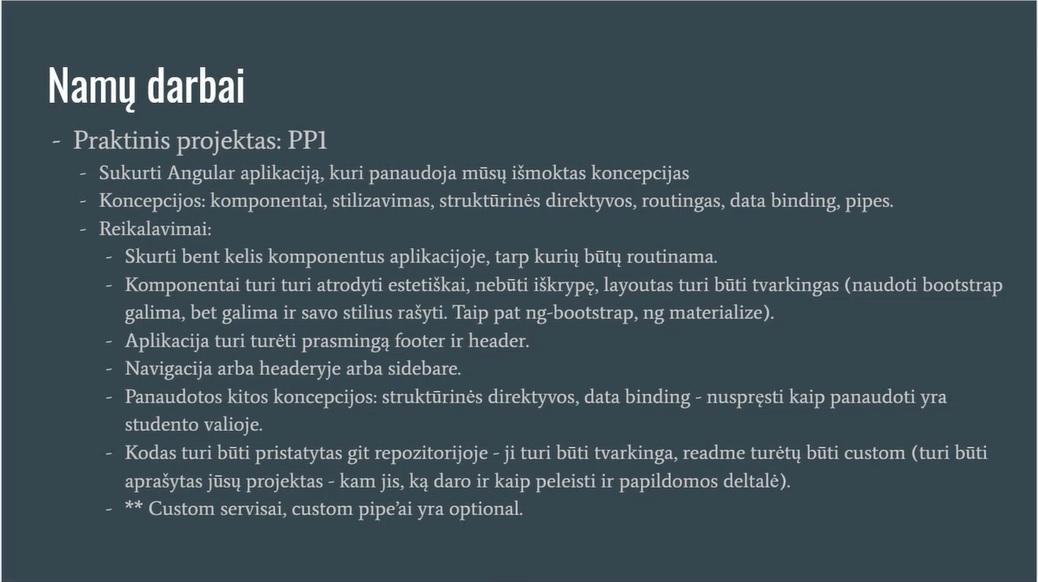 Namų darbai
- Praktinis projektas: PP1
- Sukurti Angular aplikaciją, kuri panaudoja mūsų išmoktas koncepcijas
- Koncepcijos: komponentai, stilizavimas, struktūrinės direktyvos, routingas, data binding, pipes.
- Reikalavimai:
- Skurti bent kelis komponentus aplikacijoje, tarp kurių būtų routinama.
- Komponentai turi turi atrodyti estetiškai, nebūti iškrypę, layoutas turi būti tvarkingas (naudoti bootstrap
galima, bet galima ir savo stilius rašyti. Taip pat ng-bootstrap, ng materialize).
- Aplikacija turi turėti prasmingą footer ir header.
- Navigacija arba headeryje arba sidebare.
- Panaudotos kitos koncepcijos: struktūrinės direktyvos, data binding - nuspręsti kaip panaudoti yra
studento valioje.
- Kodas turi būti pristatytas git repozitorijoje - ji turi būti tvarkinga, readme turėtų būti custom (turi būti
aprašytas jūsų projektas - kam jis, ką daro ir kaip peleisti ir papildomos deltalė).
- ** Custom servisai, custom pipe’ai yra optional.